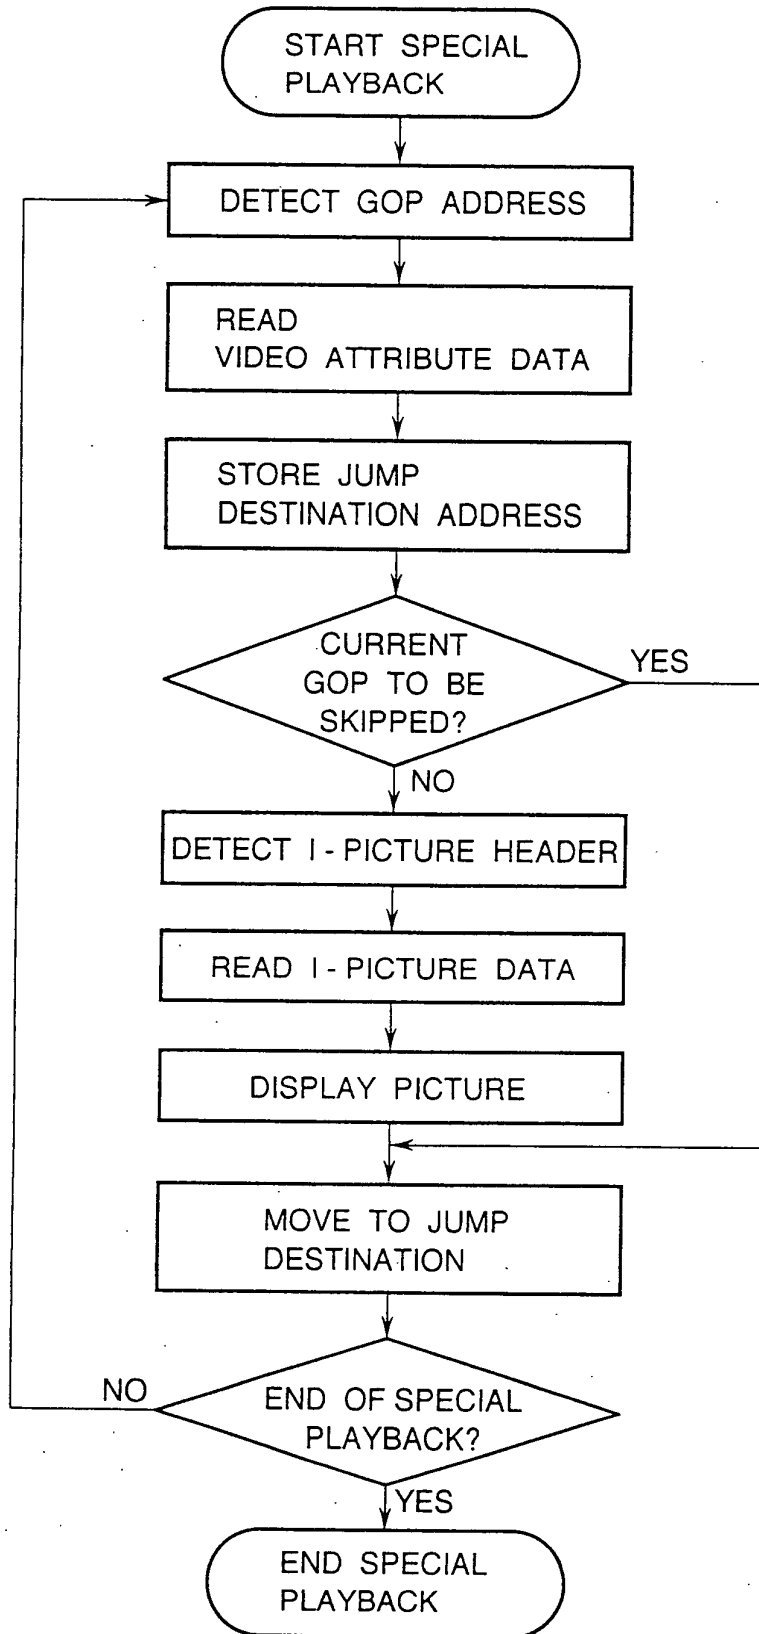 START SPECIAL
PLAYBACK
DETECT GOP ADDRESS
READ
VIDEO ATTRIBUTE DATA
STORE JUMP
DESTINATION ADDRESS
CURRENT
GOP TO BE
SKIPPED?
YES
NO
DETECT I-PICTURE HEADER
READ I-PICTURE DATA
DISPLAY PICTURE
MOVE TO JUMP
DESTINATION
NO
END OF SPECIAL
PLAYBACK?
YES
END SPECIAL
PLAYBACK